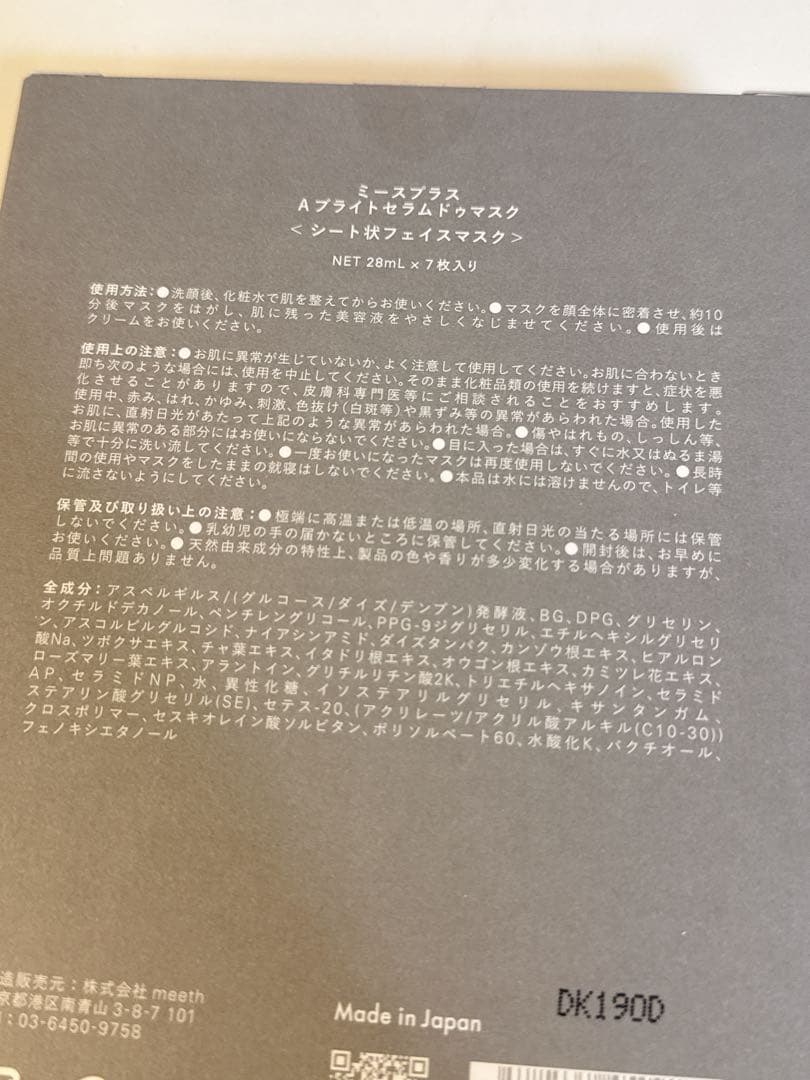 ミースプラス
Aブライトセラムドゥマスク
＜シート状フェイスマスク＞
NET 28mL × 7枚入り
使用方法：●洗顔後、化粧水で肌を整えてからお使いください。●マスクを顔全体に密着させ、約10
分後マスクをはがし、肌に残った美容液をやさしくなじませてください。●使用後は
クリームをお使いください。
使用上の注意：●お肌に異常が生じていないか、よく注意して使用してください。お肌に合わないとき
即ち次のような場合には、使用を中止してください。そのまま化粧品類の使用を続けますと、症状を悪
化させることがありますので、皮膚科専門医等にご相談されることをおすすめします。
使用中、赤み、はれ、かゆみ、刺激、色抜け(白斑等)や黒ずみ等の異常があらわれた場合。使用した
お肌に、直射日光があたって上記のような異常があらわれた場合。●傷やはれもの、しっしん等、
お肌に異常のある部分にはお使いにならないでください。●目に入った場合は、すぐに水又はぬるま湯
等で十分に洗い流してください。●一度お使いになったマスクは再度使用しないでください。●長時
間の使用やマスクをしたままの就寝はしないでください。●本品は水には溶けませんので、トイレ等
に流さないようにしてください。
保管及び取り扱い上の注意：●極端に高温または低温の場所、直射日光の当たる場所には保管
しないでください。●乳幼児の手の届かないところに保管してください。●開封後は、お早めに
お使いください。●天然由来成分の特性上、製品の色や香りが多少変化する場合がありますが、
品質上問題ありません。
全成分：アスペルギルス/(グルコース/ダイズ/デンプン)発酵液、BG、DPG、グリセリン、
オクチルドデカノール、ペンチレングリコール、PPG-9ジグリセリル、エチルヘキシルグリセリ
ン、アスコルビルグルコシド、ナイアシンアミド、ダイズタンパク、カンゾウ根エキス、ヒアルロン
酸Na、ツボクサエキス、チャ葉エキス、イタドリ根エキス、オウゴン根エキス、カミツレ花エキス、
ローズマリー葉エキス、アラントイン、グリチルリチン酸2K、トリエチルヘキサノイン、セラミド
AP、セラミドNP、水、異性化糖、イソステアリルグリセリル、キサンタンガム、
ステアリン酸グリセリル(SE)、セテス-20、(アクリレーツ/アクリル酸アルキル(C10-30))
クロスポリマー、セスキオレイン酸ソルビタン、ポリソルベート60、水酸化K、バクチオール、
フェノキシエタノール
造販売元：株式会社 meeth
京都港区南青山 3-8-7 101
：03-6450-9758
Made in Japan
DK190D